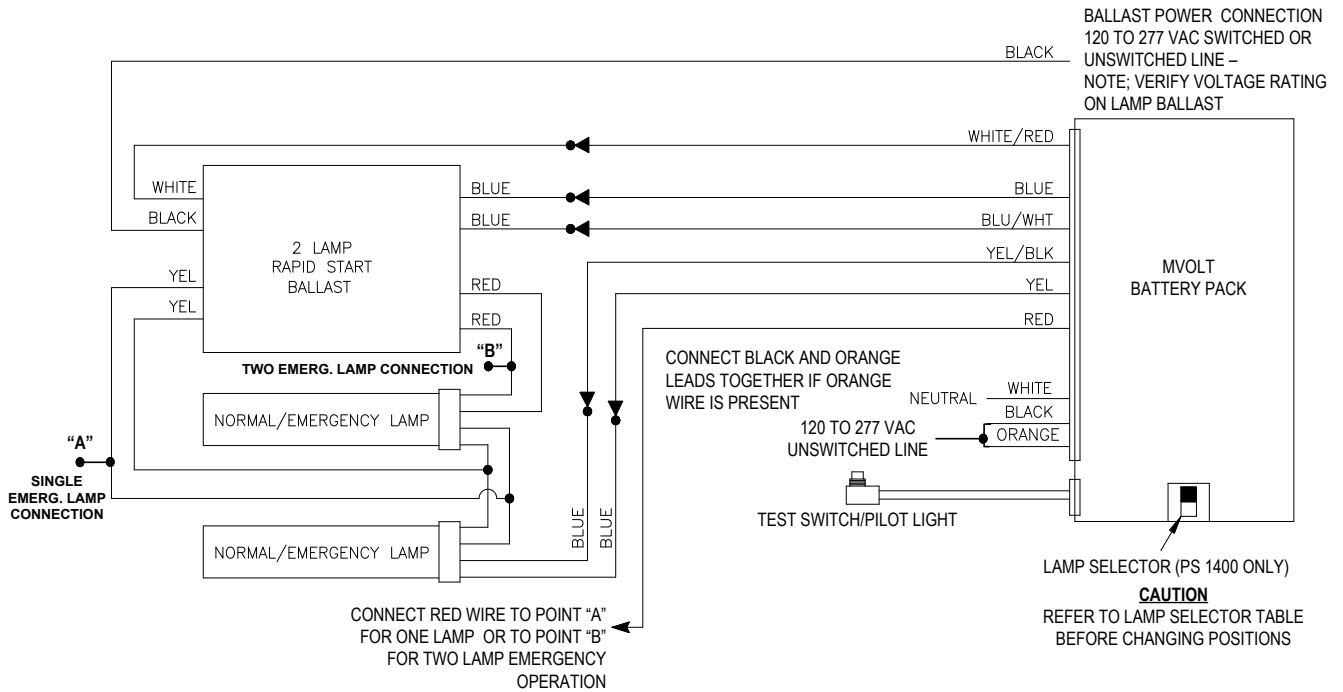 BALLAST POWER CONNECTION
120 TO 277 VAC SWITCHED OR
UNSWITCHED LINE –
NOTE; VERIFY VOLTAGE RATING
ON LAMP BALLAST
BLACK
WHITE/RED
WHITE
BLUE
BLUE
BLACK
BLUE
BLU/WHT
2 LAMP
RAPID START
BALLAST
YEL/BLK
MVOLT
BATTERY PACK
YEL
RED
YEL
YEL
RED
RED
"B"
TWO EMERG. LAMP CONNECTION
CONNECT BLACK AND ORANGE
LEADS TOGETHER IF ORANGE
WIRE IS PRESENT
NEUTRAL
WHITE
BLACK
ORANGE
120 TO 277 VAC
UNSWITCHED LINE
NORMAL/EMERGENCY LAMP
"A"
SINGLE
EMERG. LAMP
CONNECTION
TEST SWITCH/PILOT LIGHT
BLUE
BLUE
NORMAL/EMERGENCY LAMP
LAMP SELECTOR (PS 1400 ONLY)
CAUTION
REFER TO LAMP SELECTOR TABLE
BEFORE CHANGING POSITIONS
CONNECT RED WIRE TO POINT "A"
FOR ONE LAMP OR TO POINT "B"
FOR TWO LAMP EMERGENCY
OPERATION